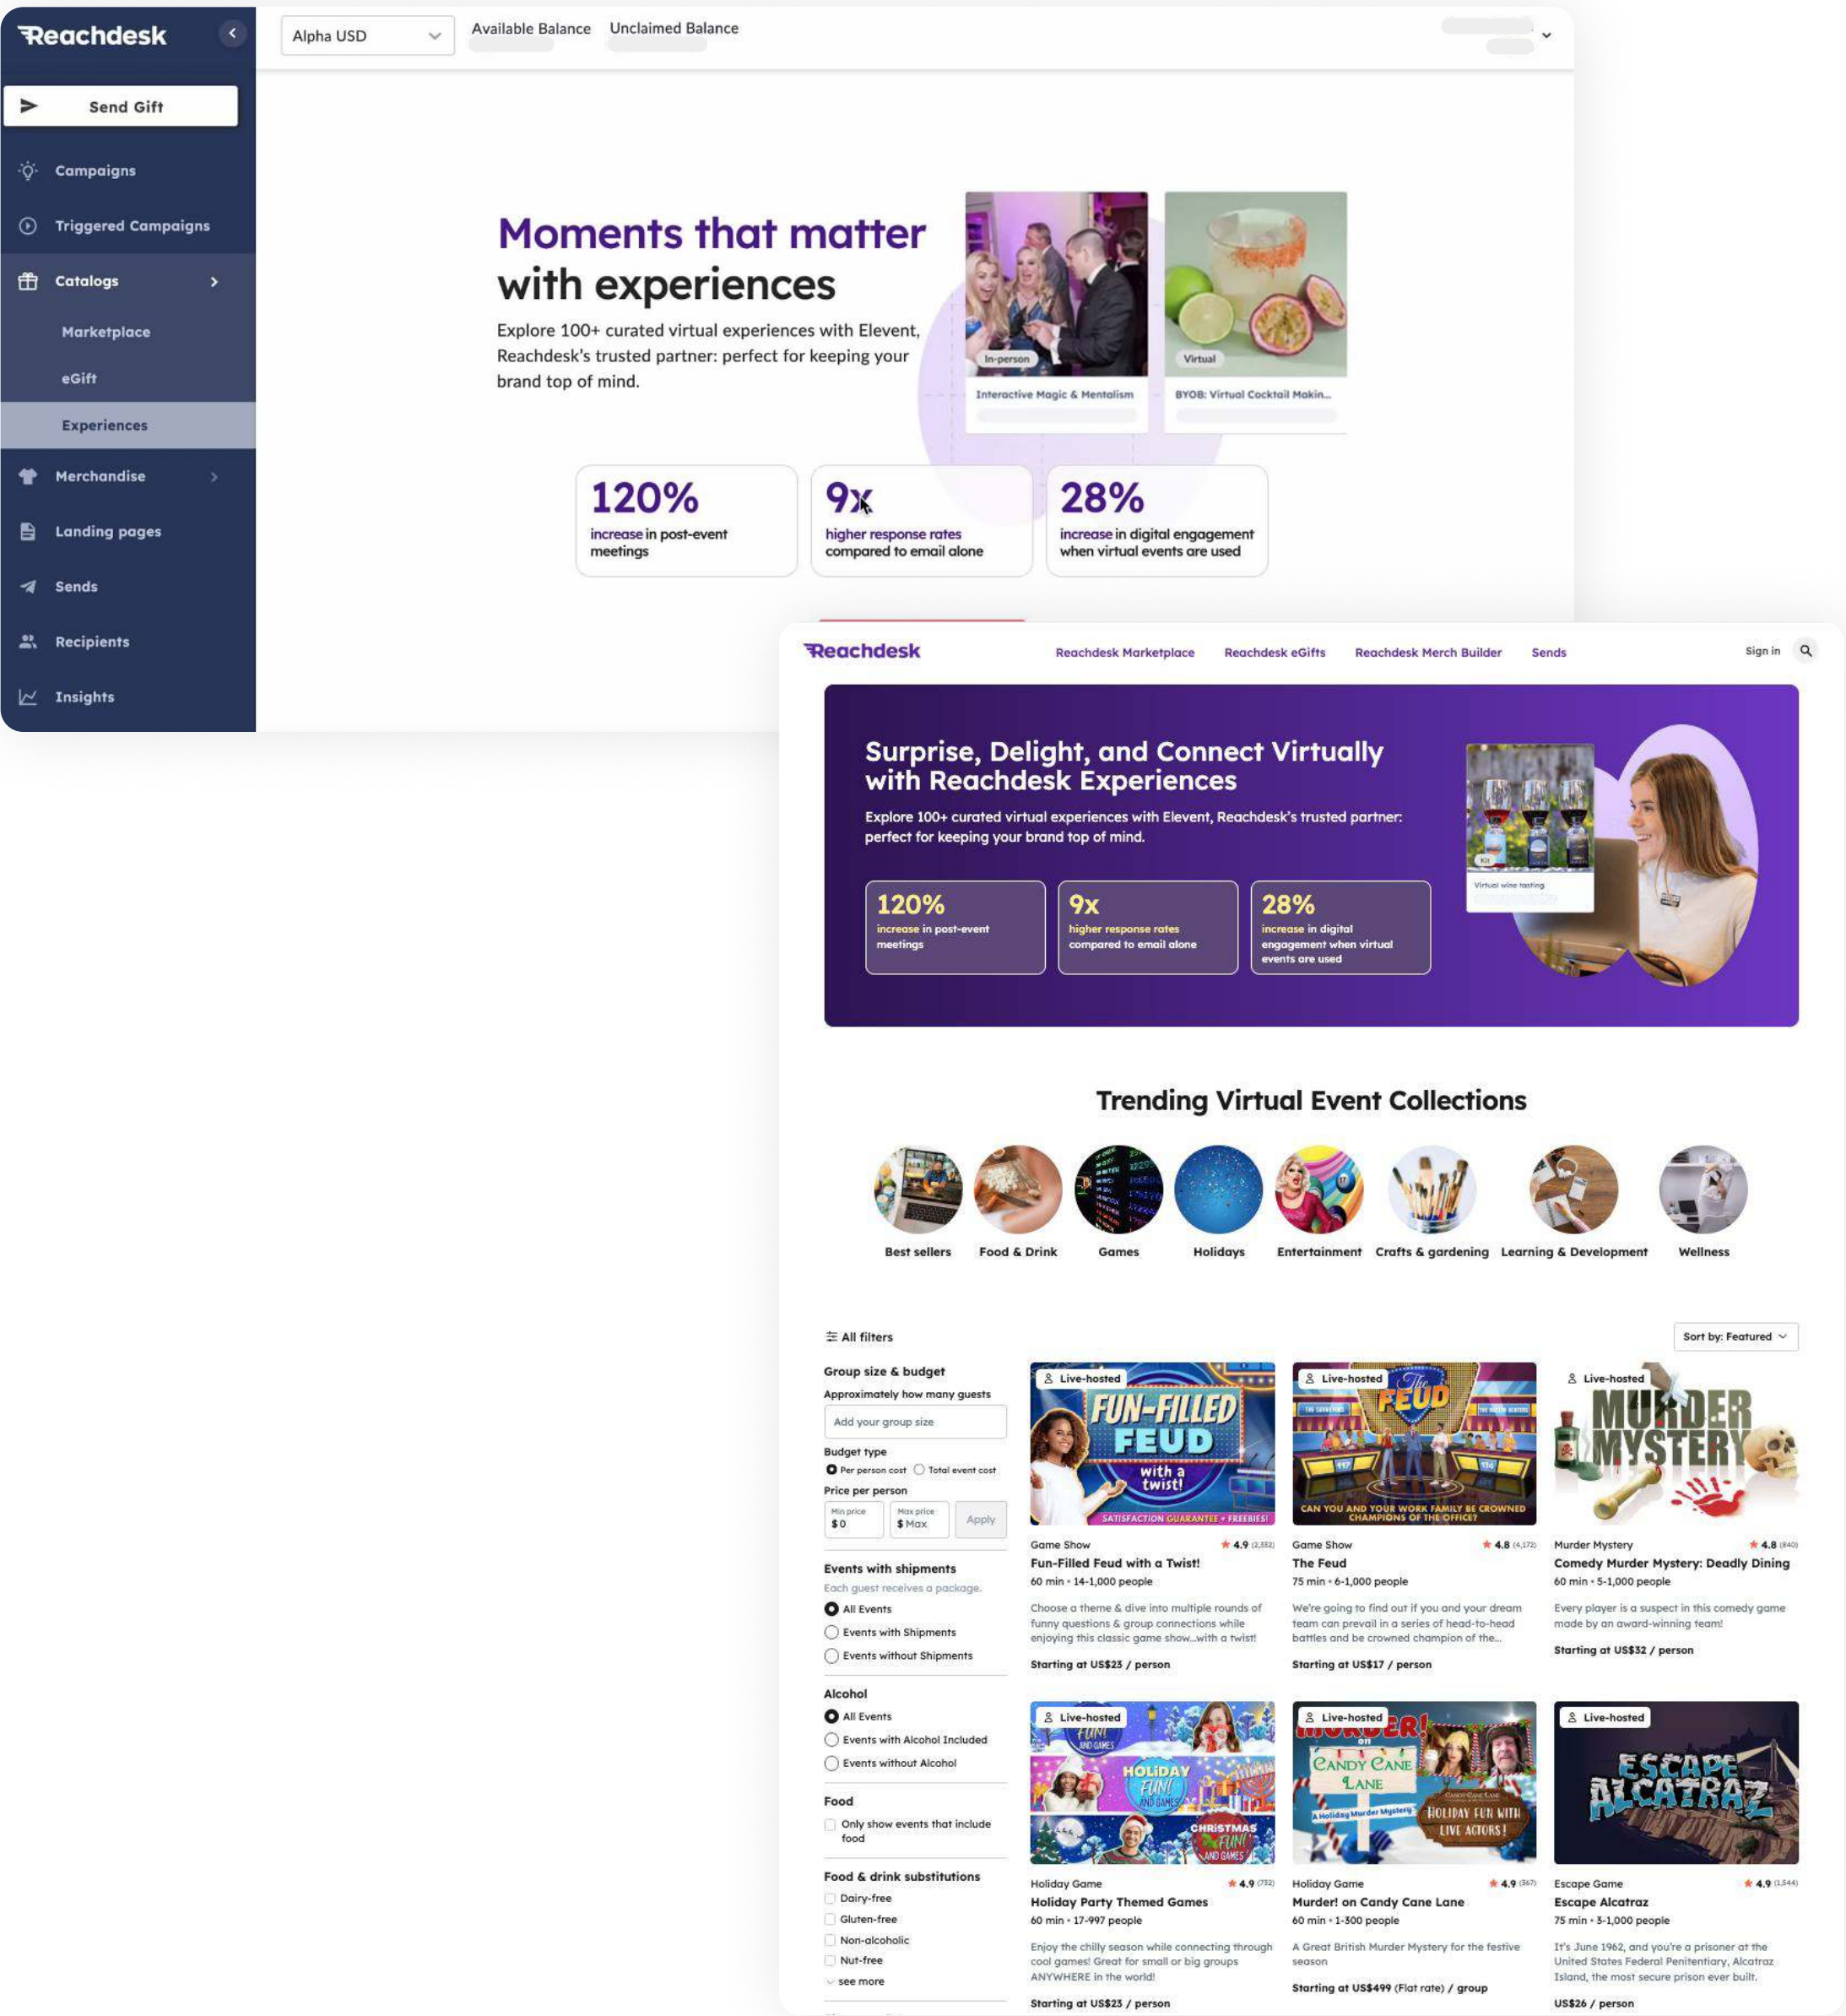 Reachdesk
Alpha USD
Available Balance
Unclaimed Balance
Send Gift
Campaigns
Triggered Campaigns
Catalogs
Marketplace
eGift
Experiences
Merchandise
Landing pages
Sends
Recipients
Insights
Moments that matter
with experiences
Explore 100+ curated virtual experiences with Elevent,
Reachdesk's trusted partner: perfect for keeping your
brand top of mind.
In-person
Interactive Magic & Mentalism
Virtual
BYOB: Virtual Cocktail Makin...
120%
increase in post-event
meetings
9x
higher response rates
compared to email alone
28%
increase in digital engagement
when virtual events are used
Reachdesk
Reachdesk Marketplace
Reachdesk eGifts
Reachdesk Merch Builder
Sends
Sign in
Surprise, Delight, and Connect Virtually
with Reachdesk Experiences
Explore 100+ curated virtual experiences with Elevent, Reachdesk's trusted partner:
perfect for keeping your brand top of mind.
120%
increase in post-event
meetings
9x
higher response rates
compared to email alone
28%
increase in digital
engagement when virtual
events are used
Kit
Virtual wine tasting
Trending Virtual Event Collections
Best sellers
Food & Drink
Games
Holidays
Entertainment
Crafts & gardening
Learning & Development
Wellness
All filters
Sort by: Featured
Group size & budget
Approximately how many guests
Add your group size
Budget type
Per person cost
Total event cost
Price per person
Min price
$ 0
Max price
$ Max
Apply
Events with shipments
Each guest receives a package.
All Events
Events with Shipments
Events without Shipments
Alcohol
All Events
Events with Alcohol Included
Events without Alcohol
Food
Only show events that include
food
Food & drink substitutions
Dairy-free
Gluten-free
Non-alcoholic
Nut-free
see more
Live-hosted
FUN-FILLED
FEUD
with a
twist!
SATISFACTION GUARANTEE + FREEBIES!
Game Show
4.9 (2,332)
Fun-Filled Feud with a Twist!
60 min • 14-1,000 people
Choose a theme & dive into multiple rounds of
funny questions & group connections while
enjoying this classic game show...with a twist!
Starting at US$23 / person
Live-hosted
The
FEUD
117
134
CAN YOU AND YOUR WORK FAMILY BE CROWNED
CHAMPIONS OF THE OFFICE?
Game Show
4.8 (4,172)
The Feud
75 min • 6-1,000 people
We're going to find out if you and your dream
team can prevail in a series of head-to-head
battles and be crowned champion of the...
Starting at US$17 / person
Live-hosted
MURDER
MYSTERY
Murder Mystery
4.8 (840)
Comedy Murder Mystery: Deadly Dining
60 min • 5-1,000 people
Every player is a suspect in this comedy game
made by an award-winning team!
Starting at US$32 / person
Live-hosted
FUN!
AND GAMES
HOLIDAY
FUN!
AND GAMES
CHRISTMAS
FUN!
AND GAMES
Holiday Game
4.9 (732)
Holiday Party Themed Games
60 min • 17-997 people
Enjoy the chilly season while connecting through
cool games! Great for small or big groups
ANYWHERE in the world!
Starting at US$23 / person
Live-hosted
MURDER!
on
CANDY CANE
LANE
A Holiday Murder Mystery
HOLIDAY FUN WITH
LIVE ACTORS!
Holiday Game
4.9 (367)
Murder! on Candy Cane Lane
60 min • 1-300 people
A Great British Murder Mystery for the festive
season
Starting at US$499 (Flat rate) / group
Live-hosted
ESCAPE
ALCATRAZ
Escape Game
4.9 (1,544)
Escape Alcatraz
75 min • 3-1,000 people
It's June 1962, and you're a prisoner at the
United States Federal Penitentiary, Alcatraz
Island, the most secure prison ever built.
US$26 / person